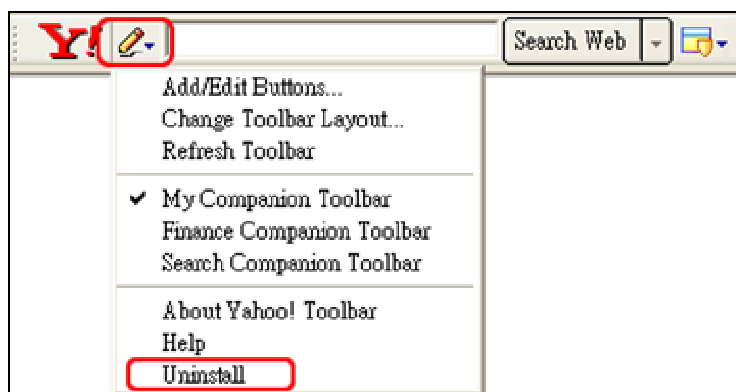 Y! Search Web
Add/Edit Buttons...
Change Toolbar Layout...
Refresh Toolbar
My Companion Toolbar
Finance Companion Toolbar
Search Companion Toolbar
About Yahoo! Toolbar
Help
Uninstall